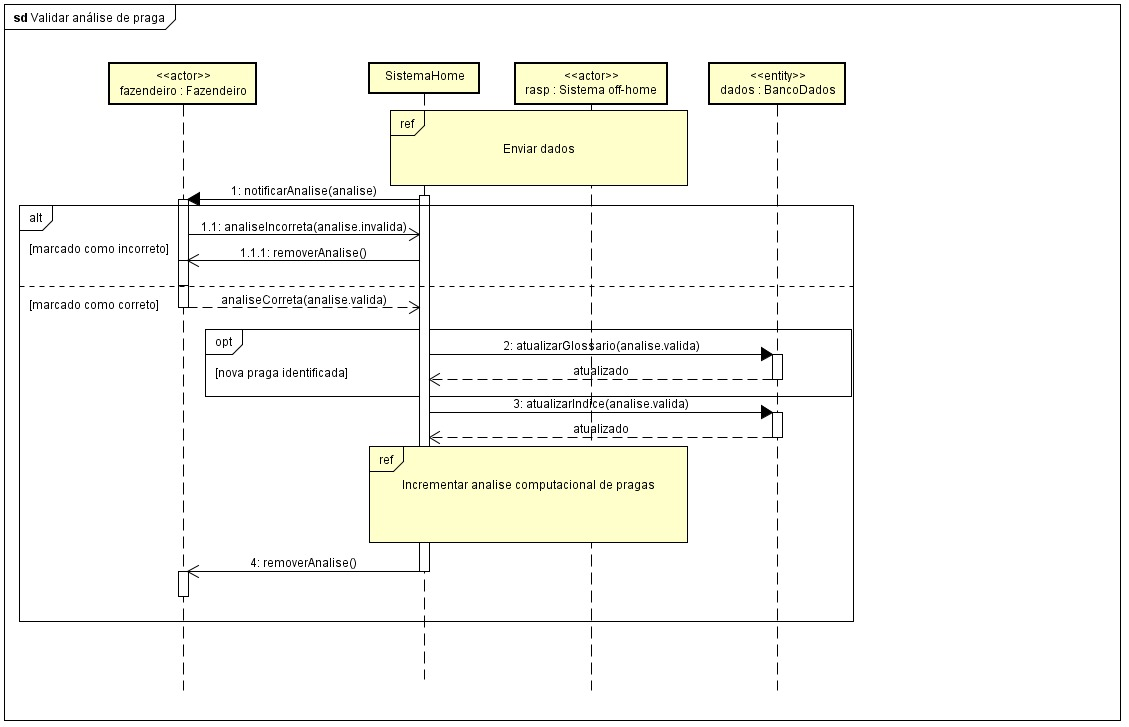 sd Validar análise de praga
<<actor>>
fazendeiro : Fazendeiro
SistemaHome
<<actor>>
rasp : Sistema off-home
<<entity>>
dados : BancoDados
ref
Enviar dados
1: notificarAnalise(analise)
alt
1.1: analiseIncorreta(analise.invalida)
[marcado como incorreto]
1.1.1: removerAnalise()
[marcado como correto]
analiseCorreta(analise.valida)
opt
2: atualizarGlossario(analise.valida)
[nova praga identificada]
atualizado
3: atualizarIndice(analise.valida)
atualizado
ref
Incrementar analise computacional de pragas
4: removerAnalise()